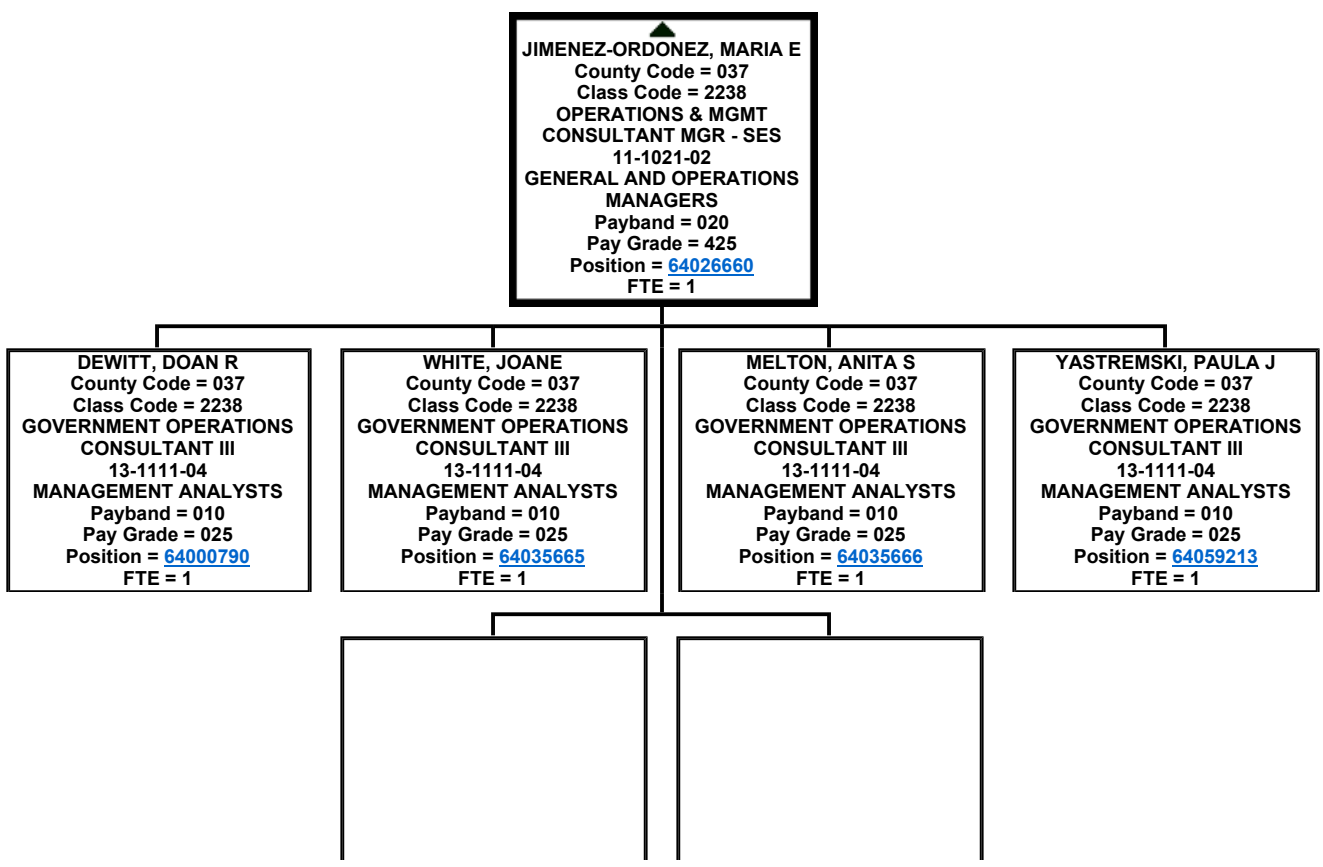 JIMENEZ-ORDONEZ, MARIA E
County Code = 037
Class Code = 2238
OPERATIONS & MGMT
CONSULTANT MGR - SES
11-1021-02
GENERAL AND OPERATIONS
MANAGERS
Payband = 020
Pay Grade = 425
Position = 64026660
FTE = 1
DEWITT, DOAN R
County Code = 037
Class Code = 2238
GOVERNMENT OPERATIONS
CONSULTANT III
13-1111-04
MANAGEMENT ANALYSTS
Payband = 010
Pay Grade = 025
Position = 64000790
FTE = 1
WHITE, JOANE
County Code = 037
Class Code = 2238
GOVERNMENT OPERATIONS
CONSULTANT III
13-1111-04
MANAGEMENT ANALYSTS
Payband = 010
Pay Grade = 025
Position = 64035665
FTE = 1
MELTON, ANITA S
County Code = 037
Class Code = 2238
GOVERNMENT OPERATIONS
CONSULTANT III
13-1111-04
MANAGEMENT ANALYSTS
Payband = 010
Pay Grade = 025
Position = 64035666
FTE = 1
YASTREMSKI, PAULA J
County Code = 037
Class Code = 2238
GOVERNMENT OPERATIONS
CONSULTANT III
13-1111-04
MANAGEMENT ANALYSTS
Payband = 010
Pay Grade = 025
Position = 64059213
FTE = 1